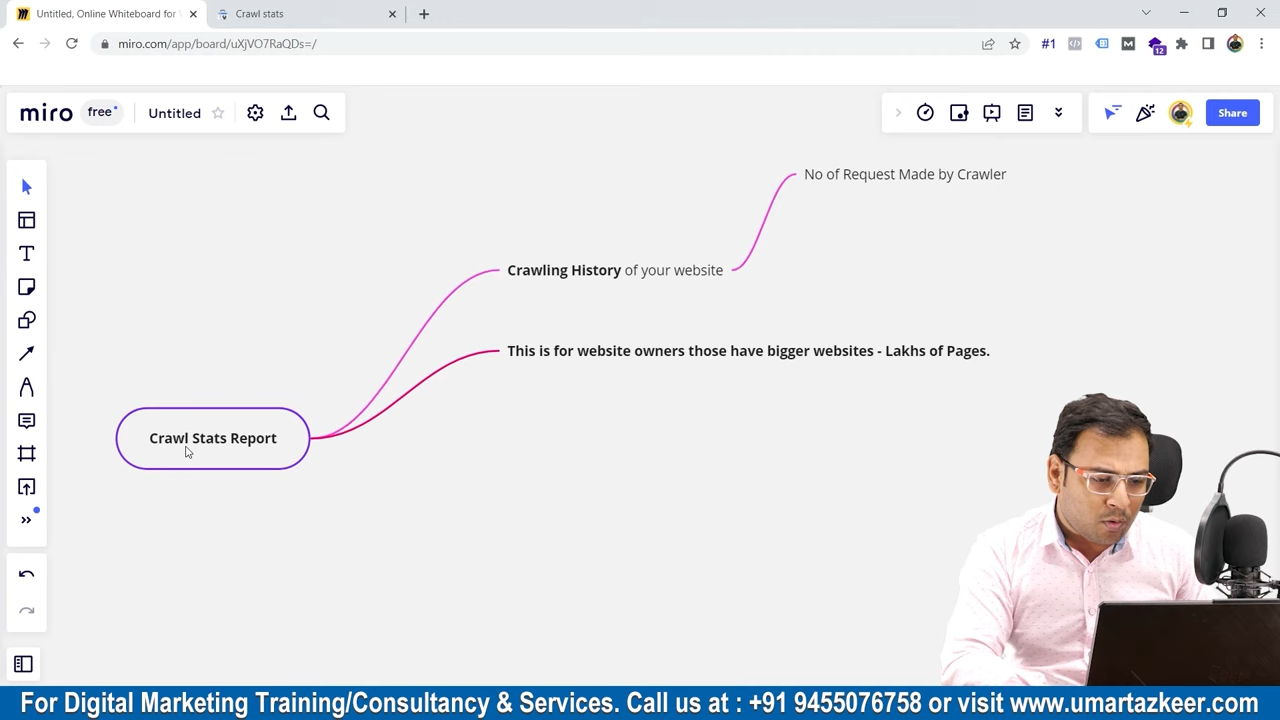 Untitled, Online Whiteboard for
Crawl stats
miro.com/app/board/uXjVO7RaQDs=/
#1
12
miro
free
Untitled
Share
No of Request Made by Crawler
Crawling History of your website
This is for website owners those have bigger websites - Lakhs of Pages.
Crawl Stats Report
For Digital Marketing Training/Consultancy & Services. Call us at : +91 9455076758 or visit www.umartazkeer.com